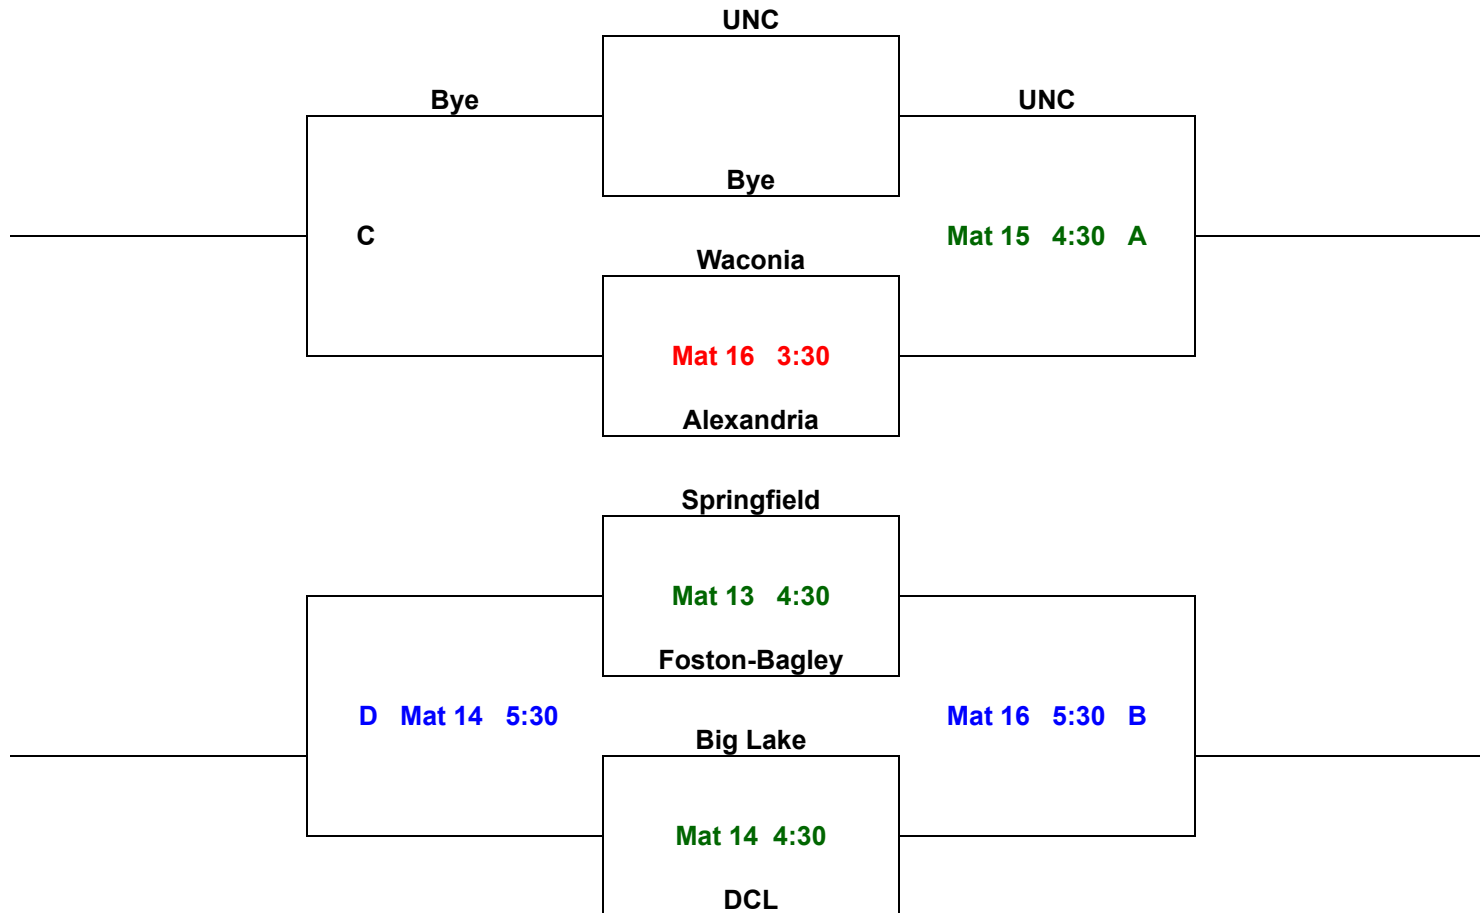 UNC
Bye
UNC
Bye
C
Mat 15 4:30 A
Waconia
Mat 16 3:30
Alexandria
Springfield
Mat 13 4:30
Foston-Bagley
D Mat 14 5:30
Mat 16 5:30 B
Big Lake
Mat 14 4:30
DCL